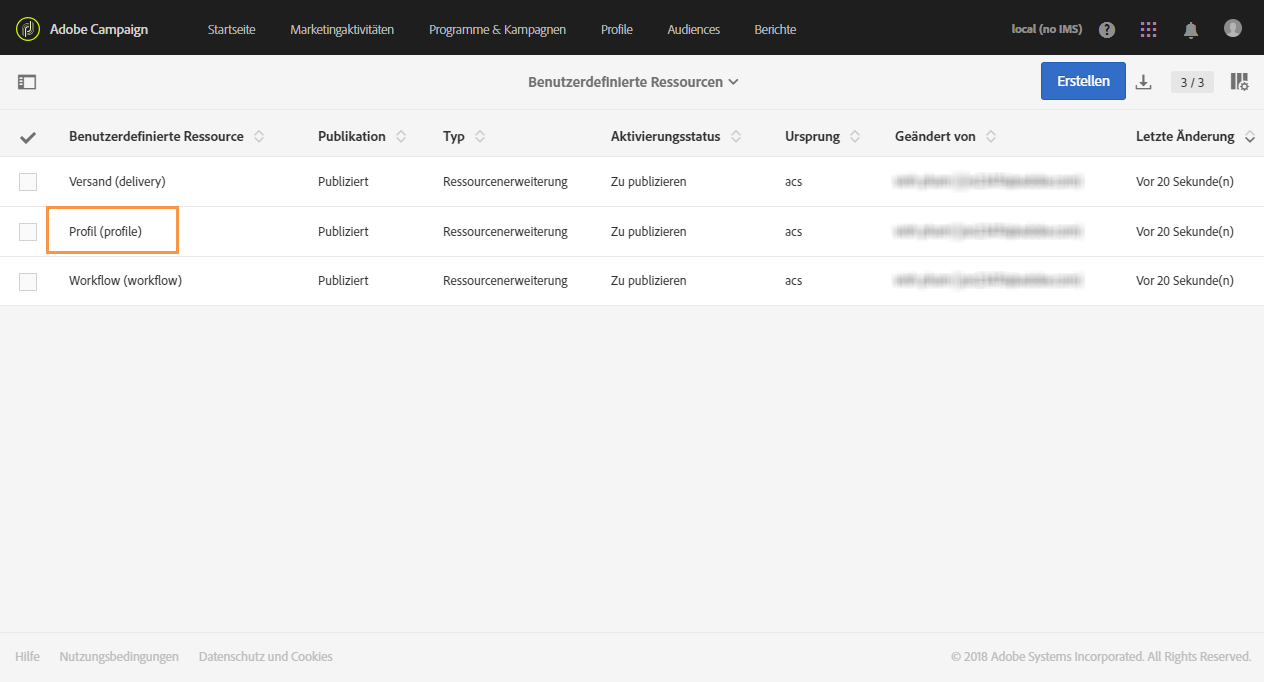 Adobe Campaign Startseite Marketingaktivitäten Programme & Kampagnen Profile Audiences Berichte local (no IMS) ?
Benutzerdefinierte Ressourcen Erstellen 3 / 3
Benutzerdefinierte Ressource Publikation Typ Aktivierungsstatus Ursprung Geändert von Letzte Änderung
Versand (delivery) Publiziert Ressourcenerweiterung Zu publizieren acs Vor 20 Sekunde(n)
Profil (profile) Publiziert Ressourcenerweiterung Zu publizieren acs Vor 20 Sekunde(n)
Workflow (workflow) Publiziert Ressourcenerweiterung Zu publizieren acs Vor 20 Sekunde(n)
Hilfe Nutzungsbedingungen Datenschutz und Cookies © 2018 Adobe Systems Incorporated. All Rights Reserved.